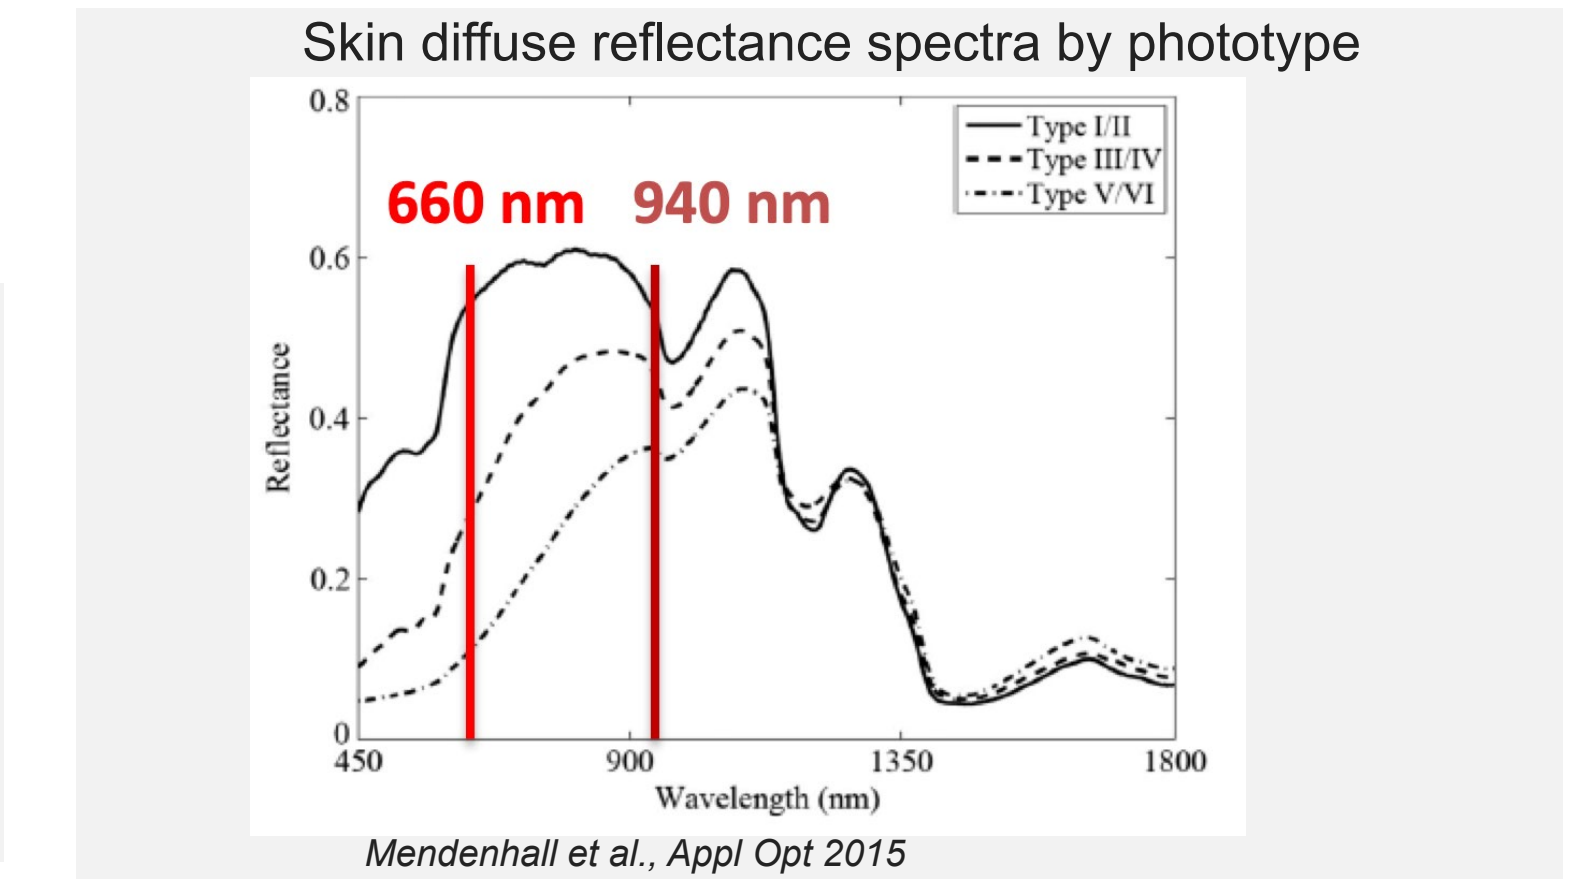 Skin diffuse reflectance spectra by phototype
0.8
Type I/II
Type III/IV
Type V/VI
660 nm 940 nm
0.6
0.4
Reflectance
0.2
0
450 900 1350 1800
Wavelength (nm)
Mendenhall et al., Appl Opt 2015